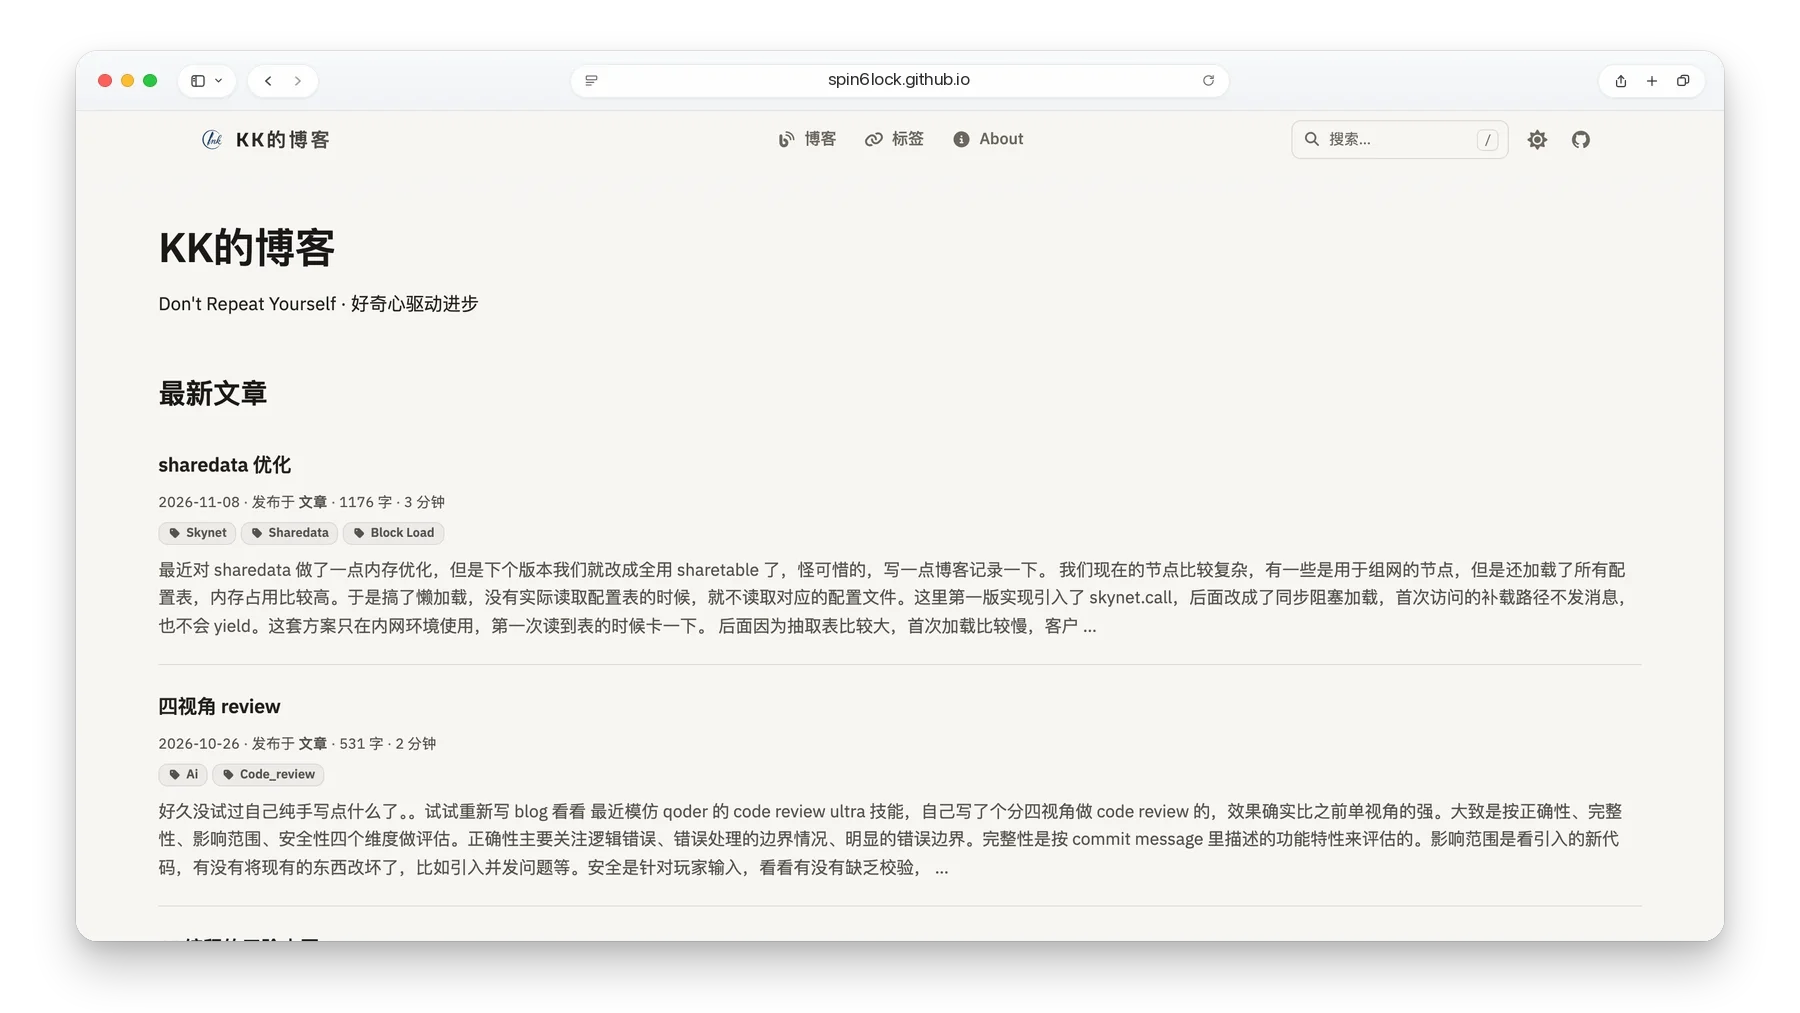 spin6lock.github.io
KK的博客
博客 标签 About
搜索... /
KK的博客
Don't Repeat Yourself · 好奇心驱动进步
最新文章
sharedata 优化
2026-11-08 · 发布于 文章 · 1176 字 · 3 分钟
Skynet Sharedata Block Load
最近对 sharedata 做了一点内存优化，但是下个版本我们就改成全用 sharetable 了，怪可惜的，写一点博客记录一下。 我们现在的节点比较复杂，有一些是用于组网的节点，但是还加载了所有配
置表，内存占用比较高。于是搞了懒加载，没有实际读取配置表的时候，就不读取对应的配置文件。这里第一版实现引入了 skynet.call，后面改成了同步阻塞加载，首次访问的补载路径不发消息，
也不会 yield。这套方案只在内网环境使用，第一次读到表的时候卡一下。 后面因为抽取表比较大，首次加载比较慢，客户 ...
四视角 review
2026-10-26 · 发布于 文章 · 531 字 · 2 分钟
Ai Code_review
好久没试过自己纯手写点什么了。。试试重新写 blog 看看 最近模仿 qoder 的 code review ultra 技能，自己写了个分四视角做 code review 的，效果确实比之前单视角的强。大致是按正确性、完整
性、影响范围、安全性四个维度做评估。正确性主要关注逻辑错误、错误处理的边界情况、明显的错误边界。完整性是按 commit message 里描述的功能特性来评估的。影响范围是看引入的新代
码，有没有将现有的东西改坏了，比如引入并发问题等。安全是针对玩家输入，看看有没有缺乏校验， ...